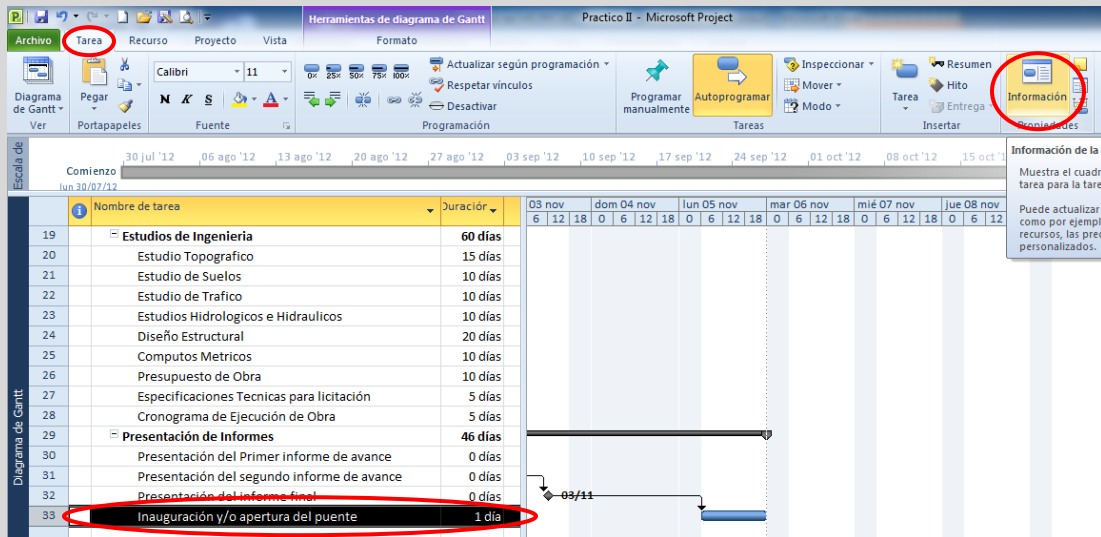 Herramientas de diagrama de Gantt
Practico II - Microsoft Project
Archivo Tarea Recurso Proyecto Vista Formato
Diagrama de Gantt
Ver
Pegar
Portapapeles
Calibri 11
N K S A
Fuente
0× 25× 50× 75× 100×
Actualizar según programación
Respetar vínculos
Desactivar
Programación
Programar manualmente
Autoprogramar
Inspeccionar
Mover
Modo
Tareas
Tarea
Resumen
Hito
Entrega
Insertar
Información
Propiedades
Información de la
Muestra el cuadr
tarea para la tare
Puede actualizar
como por ejempl
recursos, las pred
personalizados.
Escala de
30 jul '12 06 ago '12 13 ago '12 20 ago '12 27 ago '12 03 sep '12 10 sep '12 17 sep '12 24 sep '12 01 oct '12 08 oct '12 15 oct '1
Comienzo
lun 30/07/12
Nombre de tarea Duración
03 nov dom 04 nov lun 05 nov mar 06 nov mié 07 nov jue 08 nov
6 12 18 0 6 12 18 0 6 12 18 0 6 12 18 0 6 12 18 0 6 12
Diagrama de Gantt
19 Estudios de Ingenieria 60 días
20 Estudio Topografico 15 días
21 Estudio de Suelos 10 días
22 Estudio de Trafico 10 días
23 Estudios Hidrologicos e Hidraulicos 10 días
24 Diseño Estructural 20 días
25 Computos Metricos 10 días
26 Presupuesto de Obra 10 días
27 Especificaciones Tecnicas para licitación 5 días
28 Cronograma de Ejecución de Obra 5 días
29 Presentación de Informes 46 días
30 Presentación del Primer informe de avance 0 días
31 Presentación del segundo informe de avance 0 días
32 Presentación del informe final 0 días
03/11
33 Inauguración y/o apertura del puente 1 día